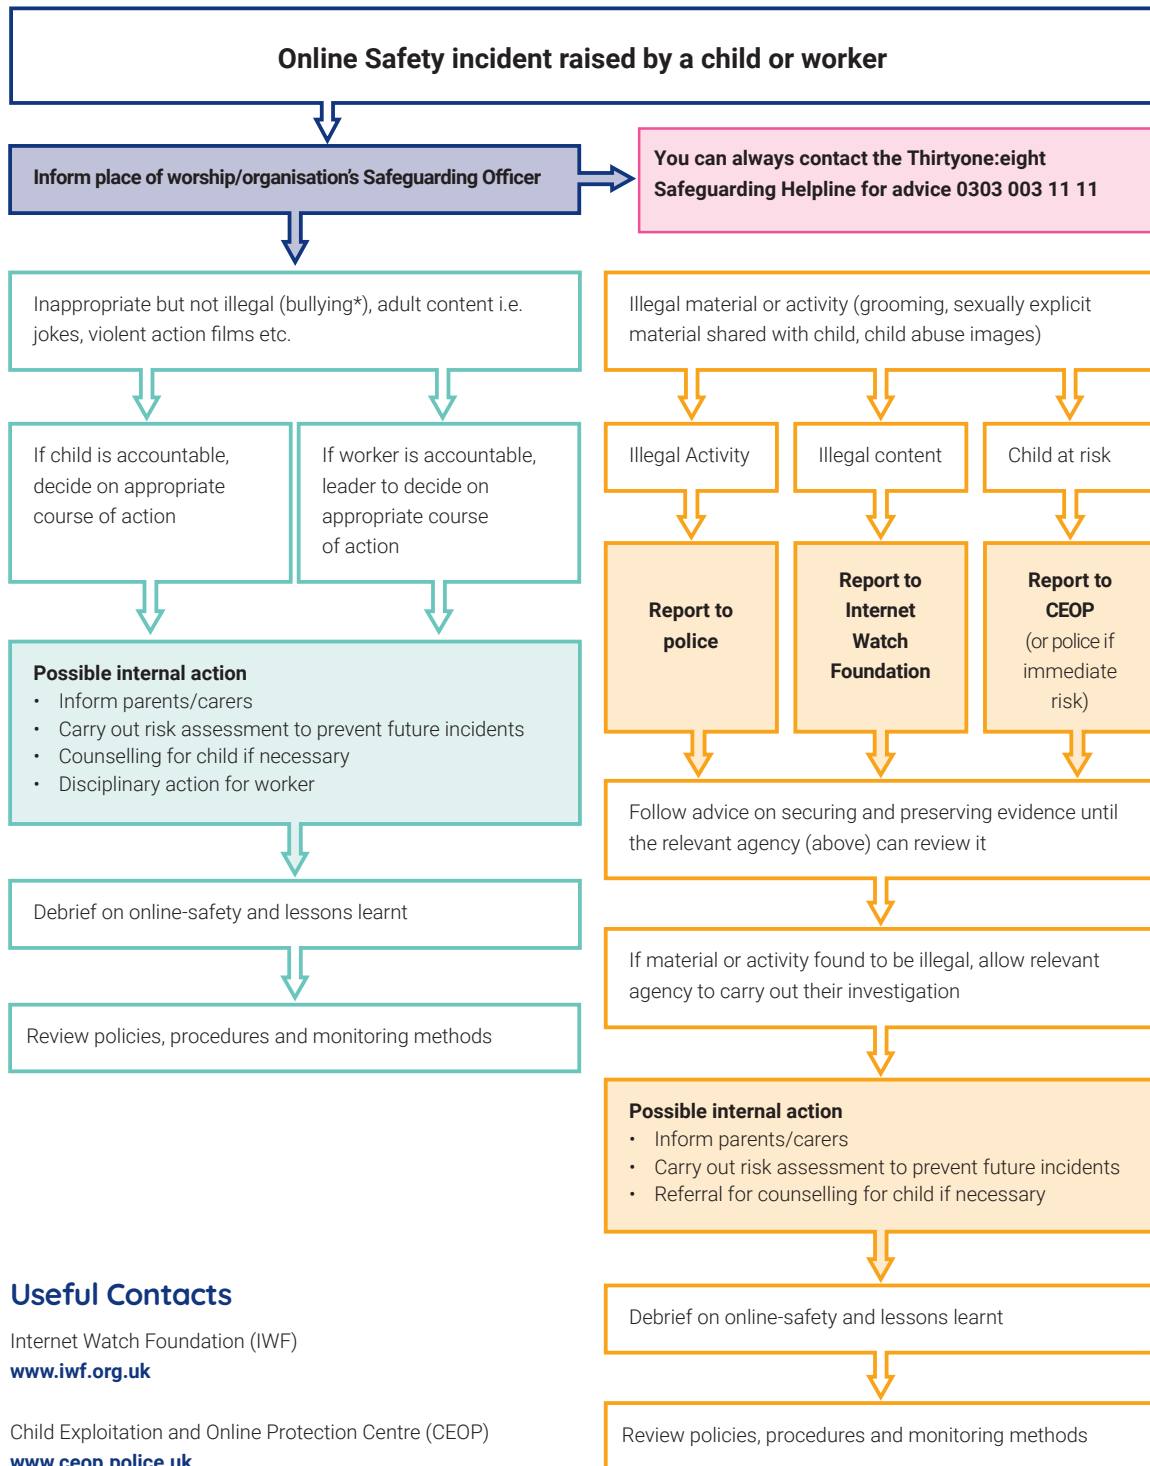 Online Safety incident raised by a child or worker
Inform place of worship/organisation's Safeguarding Officer
You can always contact the Thirtyone:eight
Safeguarding Helpline for advice 0303 003 11 11
Inappropriate but not illegal (bullying*), adult content i.e.
jokes, violent action films etc.
If child is accountable,
decide on appropriate
course of action
If worker is accountable,
leader to decide on
appropriate course
of action
Possible internal action
• Inform parents/carers
• Carry out risk assessment to prevent future incidents
• Counselling for child if necessary
• Disciplinary action for worker
Debrief on online-safety and lessons learnt
Review policies, procedures and monitoring methods
Illegal material or activity (grooming, sexually explicit
material shared with child, child abuse images)
Illegal Activity
Illegal content
Child at risk
Report to
police
Report to
Internet
Watch
Foundation
Report to
CEOP
(or police if
immediate
risk)
Follow advice on securing and preserving evidence until
the relevant agency (above) can review it
If material or activity found to be illegal, allow relevant
agency to carry out their investigation
Possible internal action
• Inform parents/carers
• Carry out risk assessment to prevent future incidents
• Referral for counselling for child if necessary
Debrief on online-safety and lessons learnt
Review policies, procedures and monitoring methods
Useful Contacts
Internet Watch Foundation (IWF)
www.iwf.org.uk
Child Exploitation and Online Protection Centre (CEOP)
www.ceop.police.uk